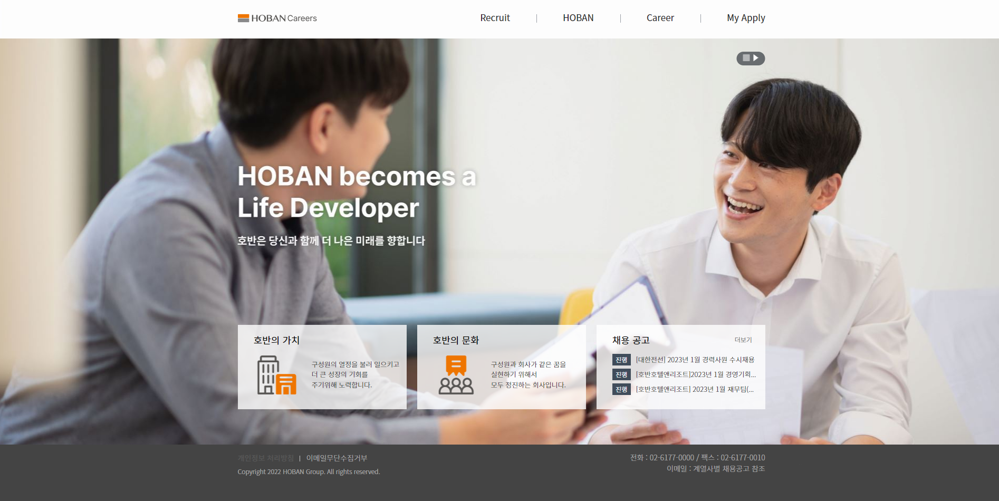 HOBAN Careers
Recruit
HOBAN
Career
My Apply
HOBAN becomes a
Life Developer
호반은 당신과 함께 더 나은 미래를 향합니다
호반의 가치
구성원의 열정을 불러 일으키고
더 큰 성장의 기회를
주기위해 노력합니다.
호반의 문화
구성원과 회사가 같은 꿈을
실현하기 위해서
모두 정진하는 회사입니다.
채용 공고
더보기
진행 [대한전선] 2023년 1월 경력사원 수시채용
진행 [호반호텔앤리조트]2023년 1월 경영기획...
진행 [호반호텔앤리조트] 2023년 1월 재무팀(...
개인정보 처리방침 | 이메일무단수집거부
Copyright 2022 HOBAN Group. All rights reserved.
전화 : 02-6177-0000 / 팩스 : 02-6177-0010
이메일 : 계열사별 채용공고 참조